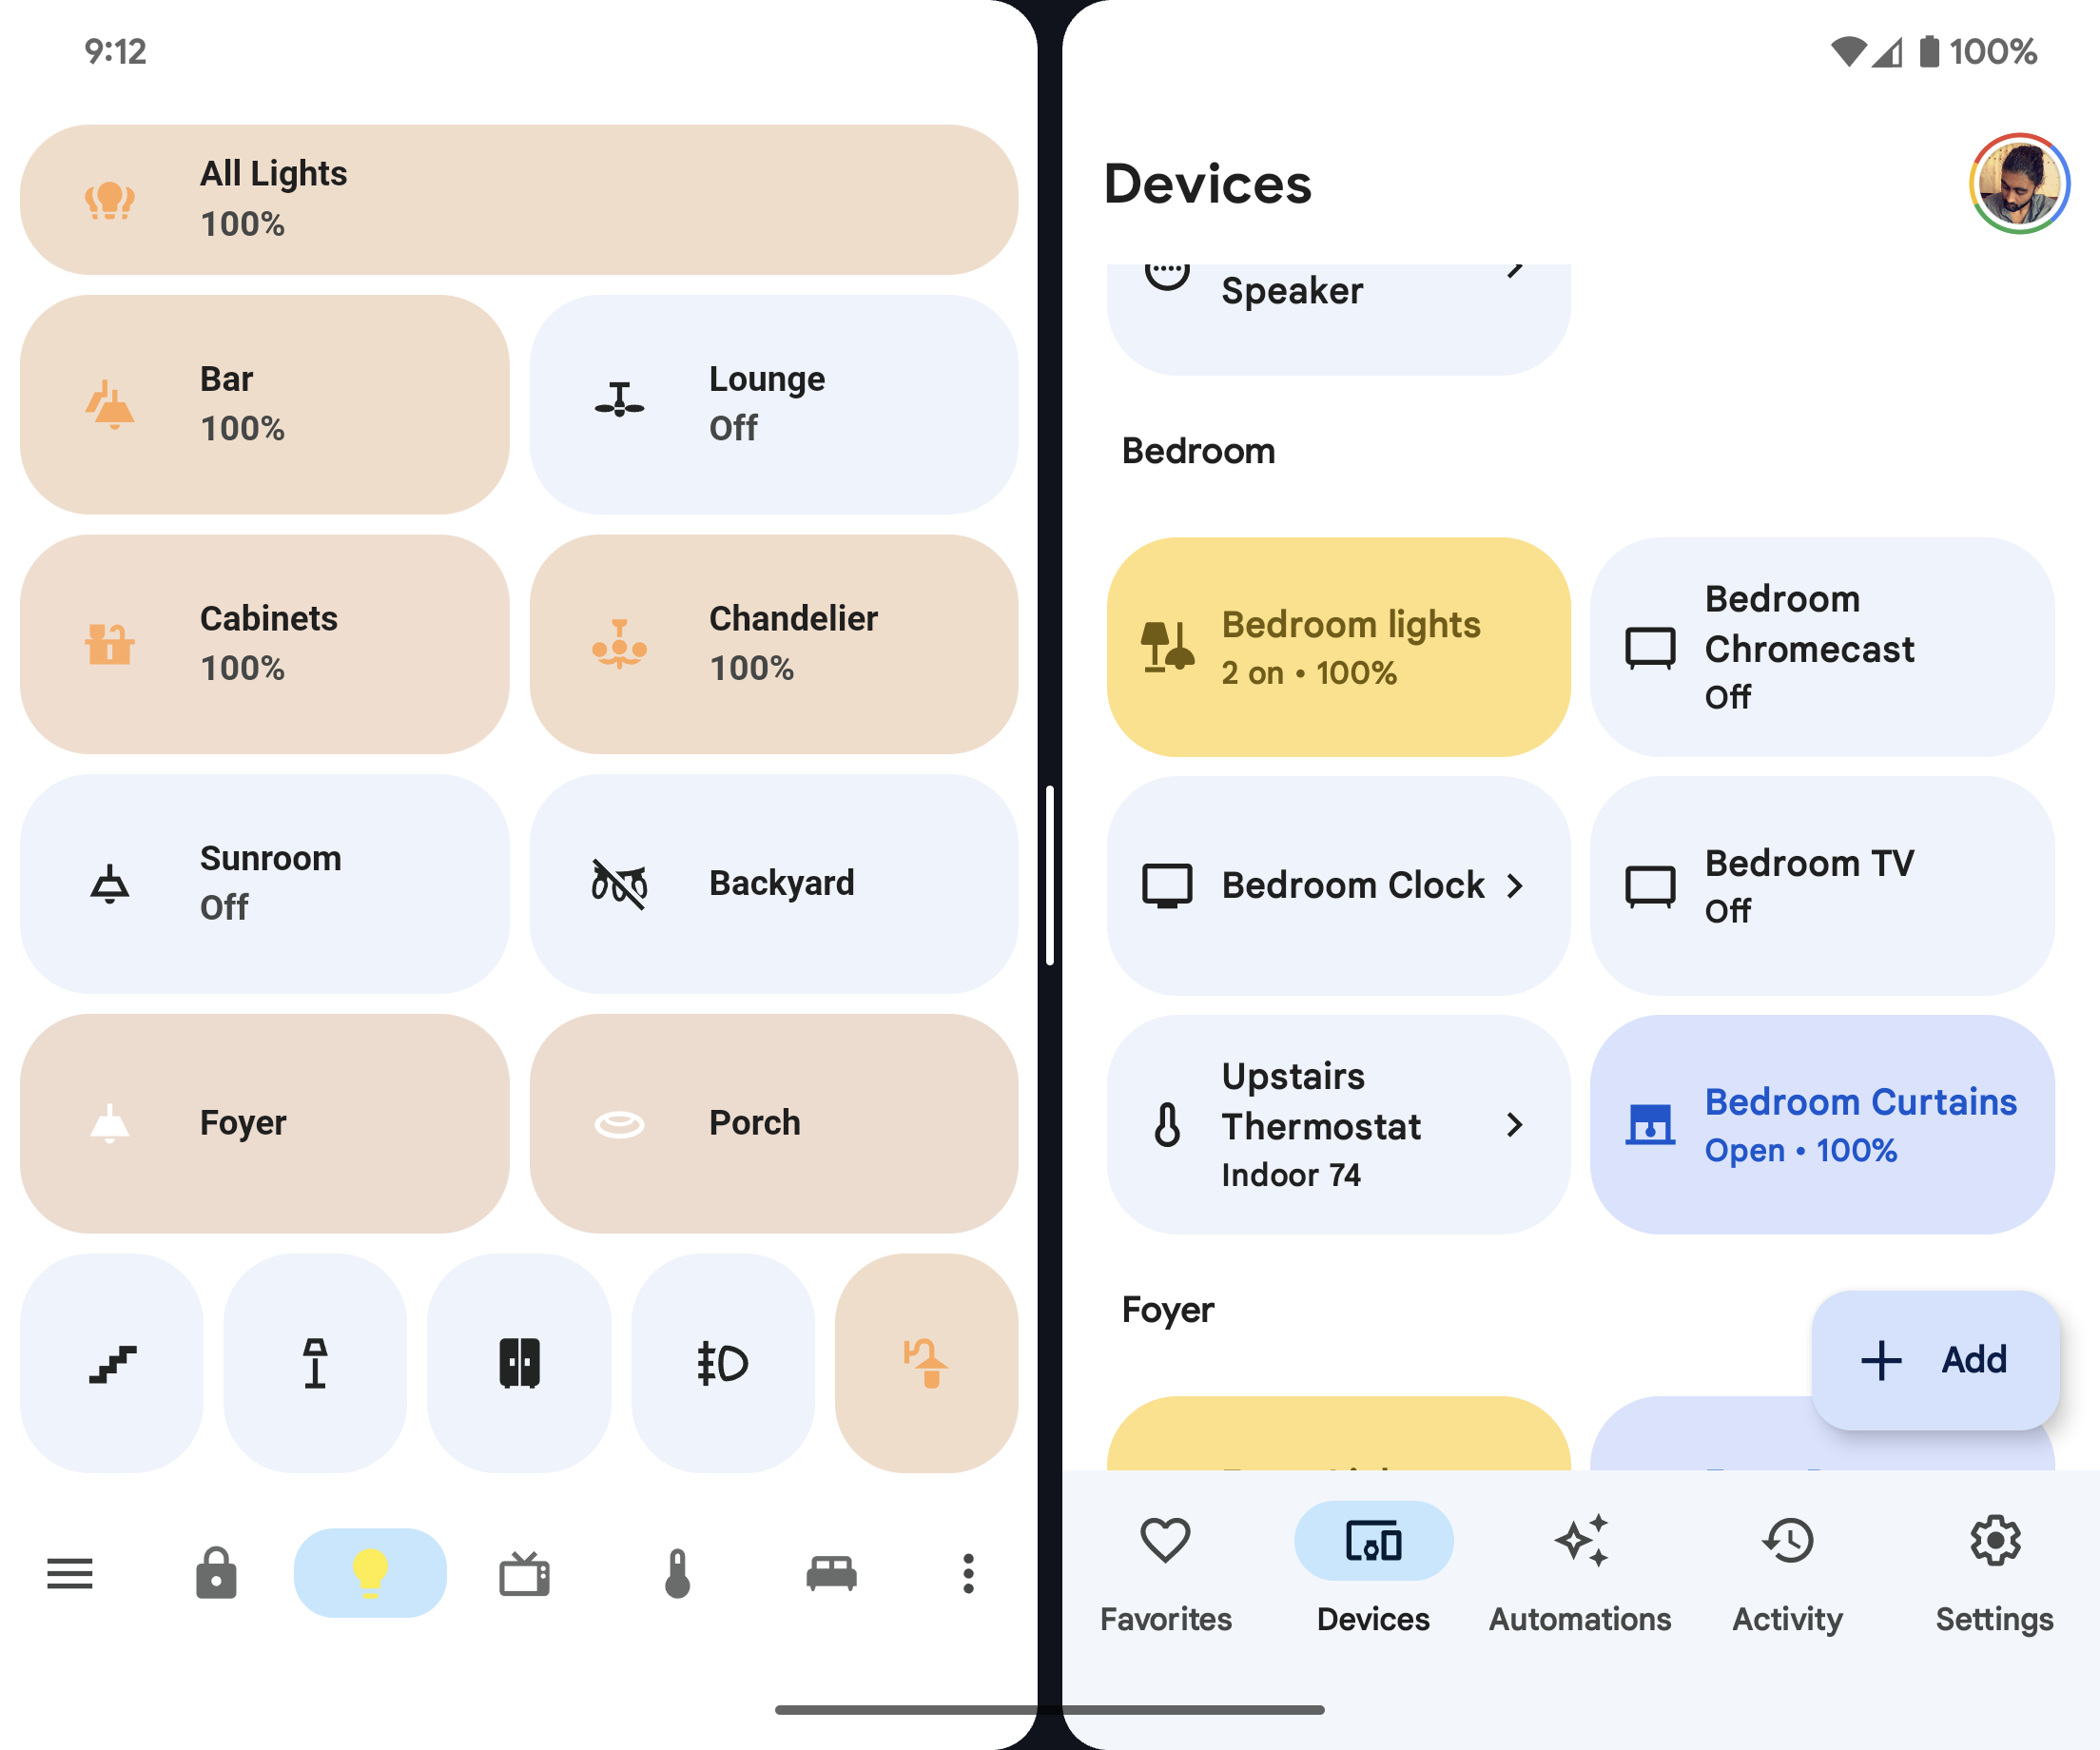 9:12
All Lights
100%
Bar
100%
Lounge
Off
Cabinets
100%
Chandelier
100%
Sunroom
Off
Backyard
Foyer
Porch
100%
Devices
Speaker
Bedroom
Bedroom lights
2 on • 100%
Bedroom
Chromecast
Off
Bedroom Clock
Bedroom TV
Off
Upstairs
Thermostat
Indoor 74
Bedroom Curtains
Open • 100%
Foyer
Add
Favorites
Devices
Automations
Activity
Settings